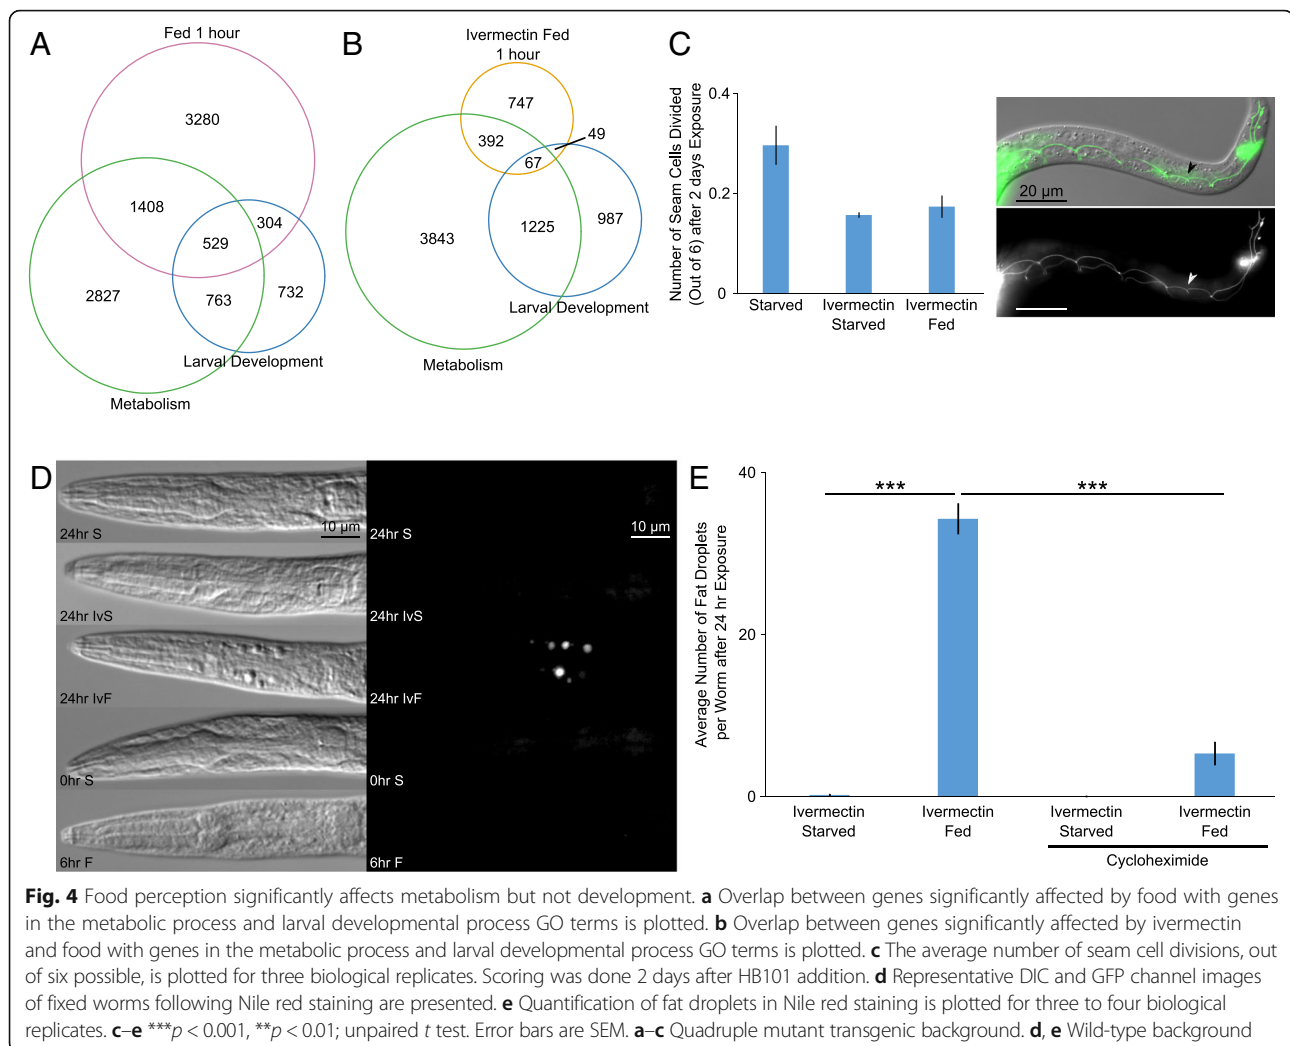 A
Fed 1 hour
3280
1408
304
529
2827
763
732
Larval Development
Metabolism
B
Ivermectin Fed
1 hour
747
49
392
67
3843
1225
987
Larval Development
Metabolism
C
Number of Seam Cells Divided
(Out of 6) after 2 days Exposure
0.4
0.2
0
Starved
Ivermectin
Starved
Ivermectin
Fed
20 µm
D
24hr S
10 µm
24hr S
10 µm
24hr IvS
24hr IvS
24hr IvF
24hr IvF
0hr S
0hr S
6hr F
6hr F
E
Average Number of Fat Droplets
per Worm after 24 hr Exposure
40
20
0
***
***
Ivermectin
Starved
Ivermectin
Fed
Ivermectin
Starved
Ivermectin
Fed
Cycloheximide
Fig. 4 Food perception significantly affects metabolism but not development. a Overlap between genes significantly affected by food with genes
in the metabolic process and larval developmental process GO terms is plotted. b Overlap between genes significantly affected by ivermectin
and food with genes in the metabolic process and larval developmental process GO terms is plotted. c The average number of seam cell divisions, out
of six possible, is plotted for three biological replicates. Scoring was done 2 days after HB101 addition. d Representative DIC and GFP channel images
of fixed worms following Nile red staining are presented. e Quantification of fat droplets in Nile red staining is plotted for three to four biological
replicates. c–e ***p < 0.001, **p < 0.01; unpaired t test. Error bars are SEM. a–c Quadruple mutant transgenic background. d, e Wild-type background